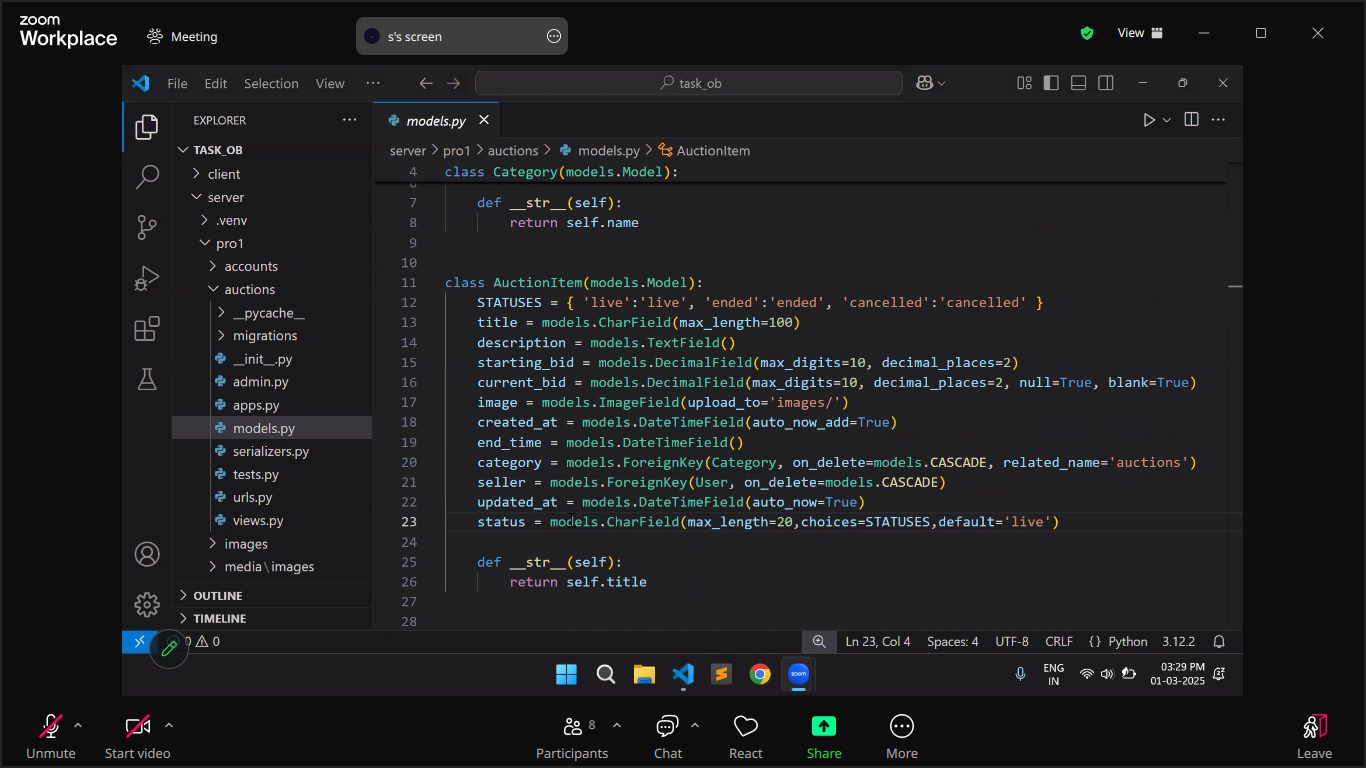 zoom
Workplace
Meeting
s's screen
View
File Edit Selection View ···
task_ob
EXPLORER
models.py
TASK_OB
client
server
.venv
pro1
accounts
auctions
__pycache__
migrations
__init__.py
admin.py
apps.py
models.py
serializers.py
tests.py
urls.py
views.py
images
media\images
OUTLINE
TIMELINE
server > pro1 > auctions > models.py > AuctionItem
4 class Category(models.Model):
7 def __str__(self):
8 return self.name
9
10
11 class AuctionItem(models.Model):
12 STATUSES = { 'live':'live', 'ended':'ended', 'cancelled':'cancelled' }
13 title = models.CharField(max_length=100)
14 description = models.TextField()
15 starting_bid = models.DecimalField(max_digits=10, decimal_places=2)
16 current_bid = models.DecimalField(max_digits=10, decimal_places=2, null=True, blank=True)
17 image = models.ImageField(upload_to='images/')
18 created_at = models.DateTimeField(auto_now_add=True)
19 end_time = models.DateTimeField()
20 category = models.ForeignKey(Category, on_delete=models.CASCADE, related_name='auctions')
21 seller = models.ForeignKey(User, on_delete=models.CASCADE)
22 updated_at = models.DateTimeField(auto_now=True)
23 status = models.CharField(max_length=20,choices=STATUSES,default='live')
24
25 def __str__(self):
26 return self.title
27
28
0 0
Ln 23, Col 4 Spaces: 4 UTF-8 CRLF {} Python 3.12.2
zoom
ENG
IN
03:29 PM
01-03-2025
Unmute
Start video
Participants 8
Chat
React
Share
More
Leave